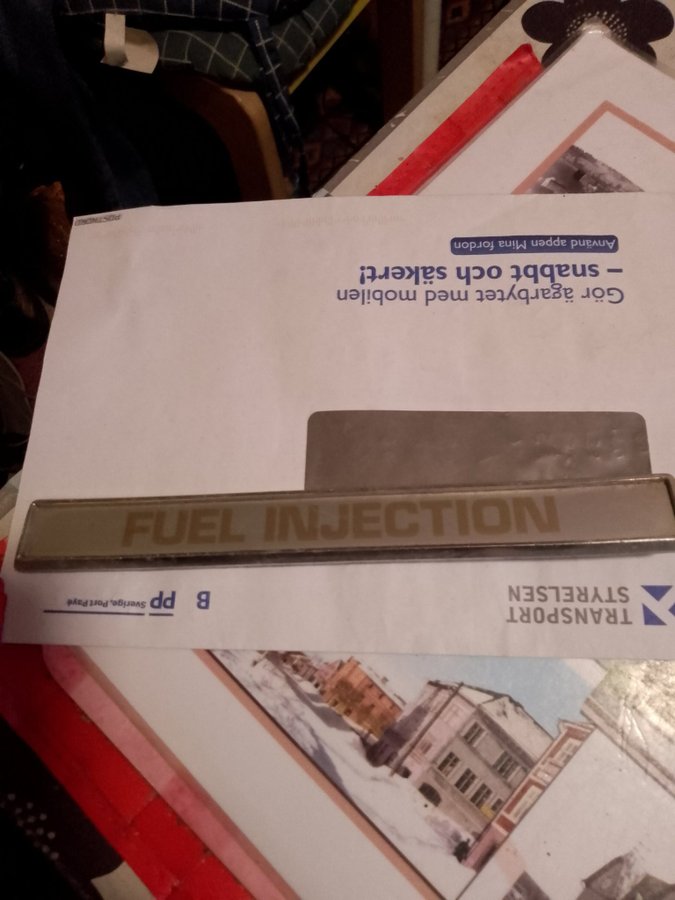 POSTNORD
Använd appen Mina fordon
– snabbt och säkert!
Gör ägarbytet med mobilen
FUEL INJECTION
B
PP
Sverige, Port Payé
TRANSPORT
STYRELSEN